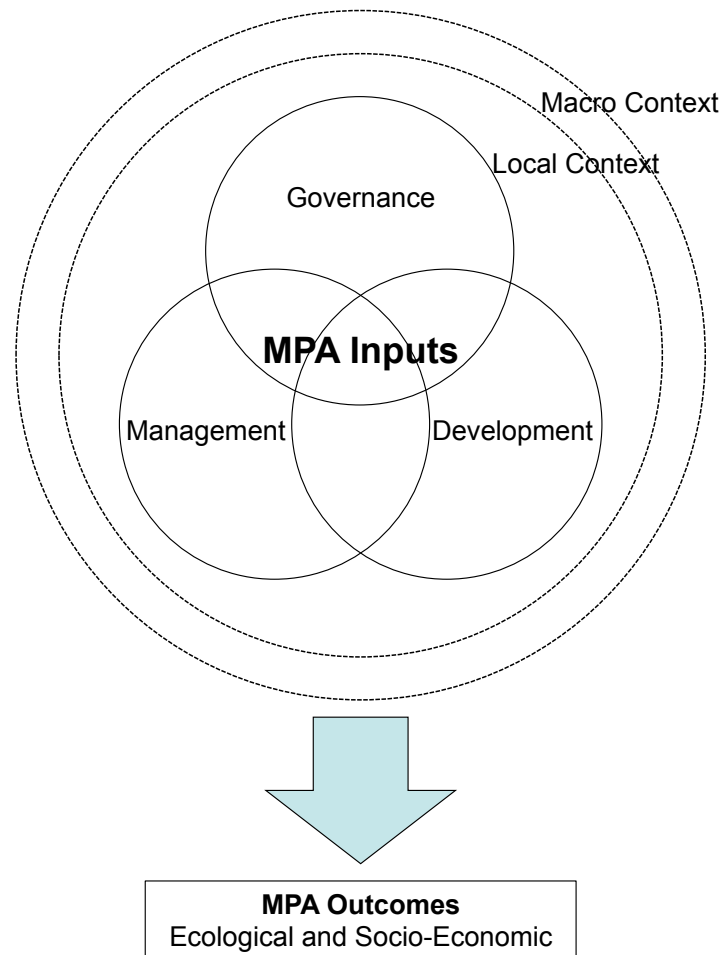 Macro Context
Local Context
Governance
MPA Inputs
Management
Development
MPA Outcomes
Ecological and Socio-Economic